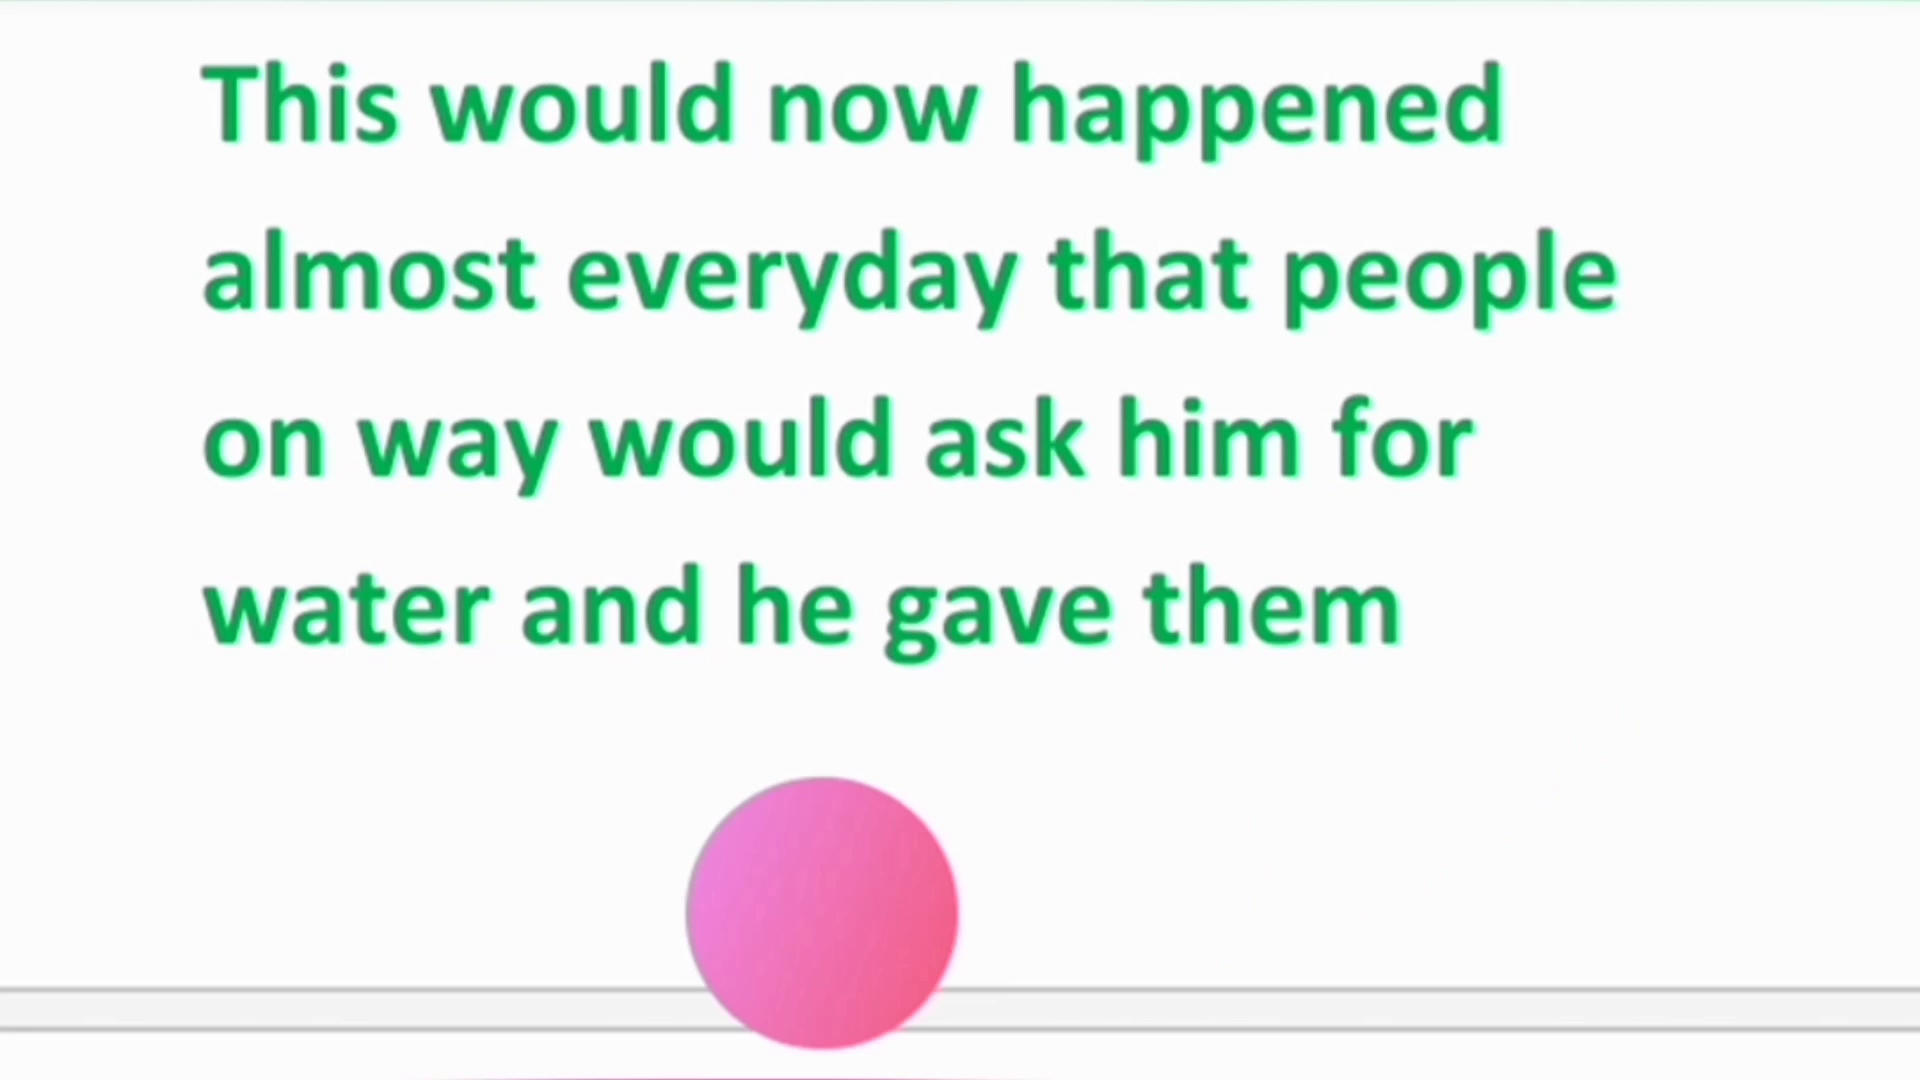 This would now happened
almost everyday that people
on way would ask him for
water and he gave them